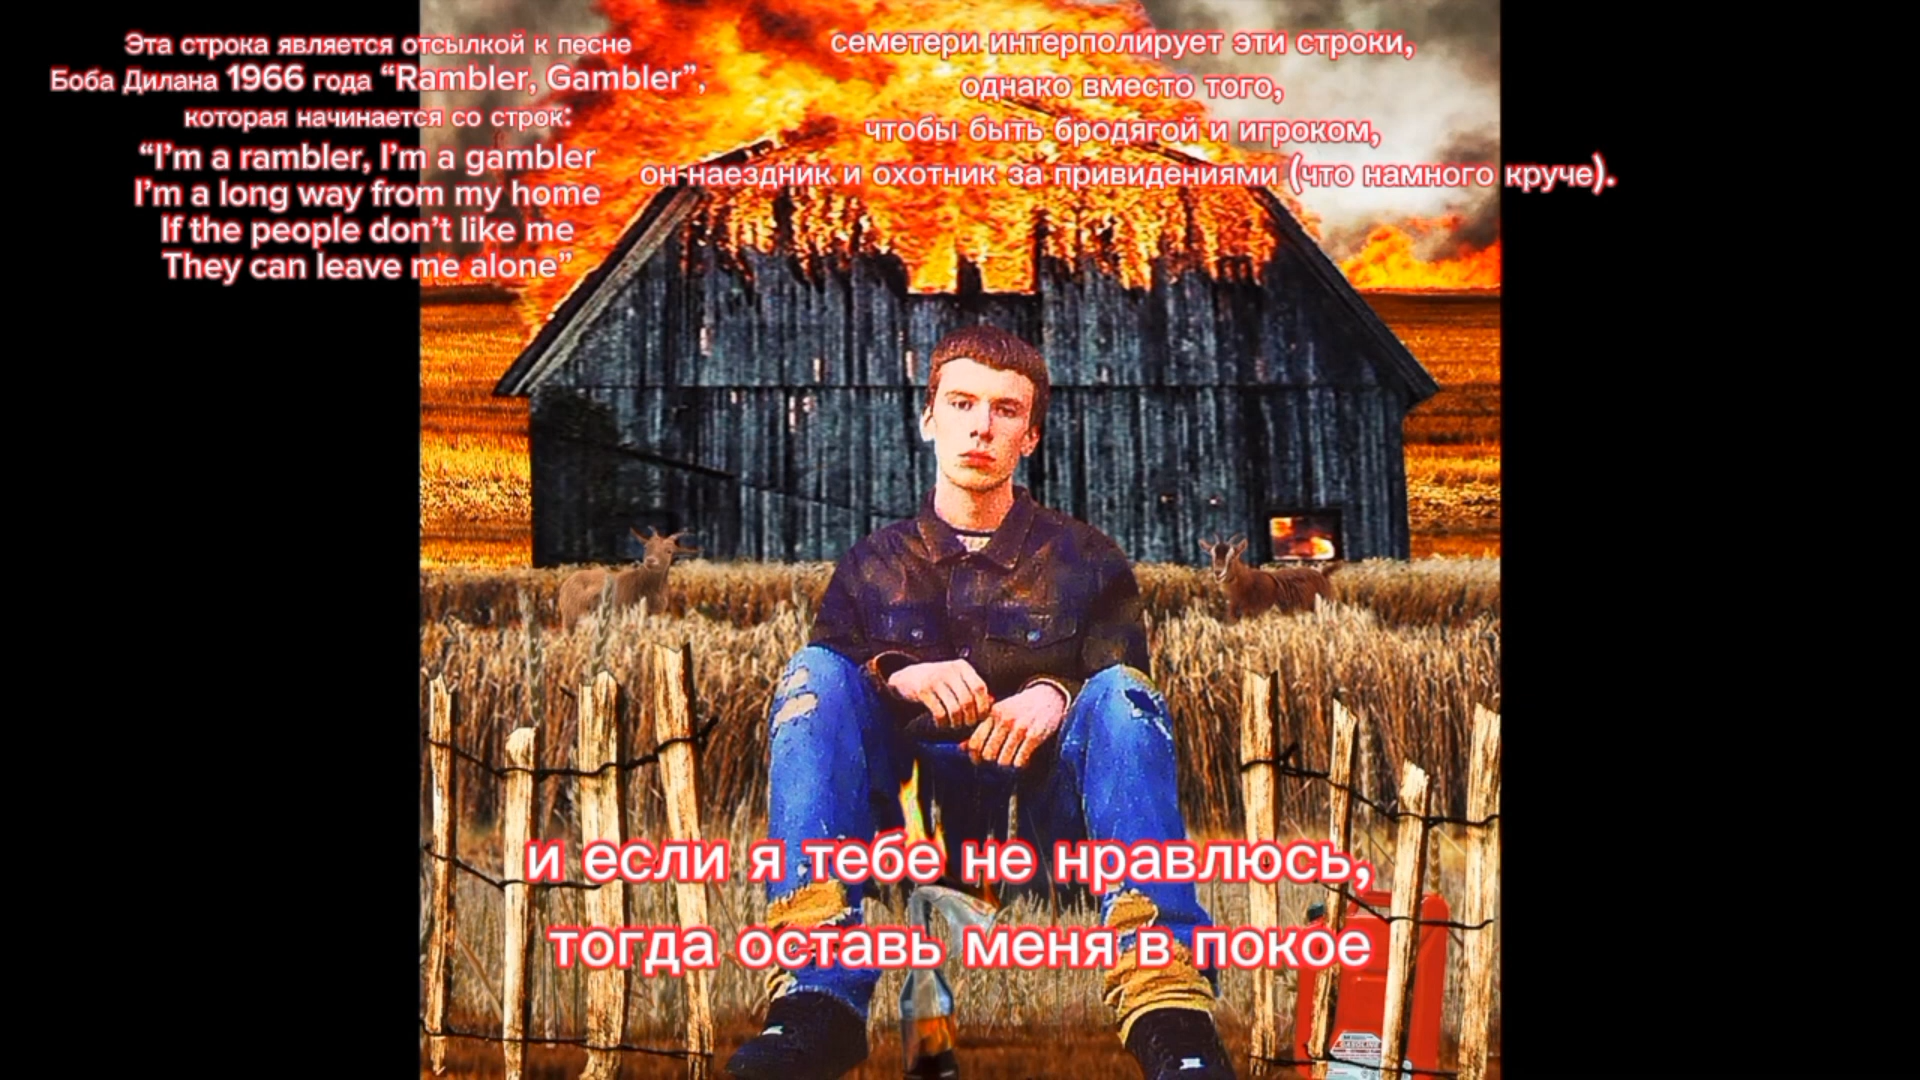 Эта строка является отсылкой к песне
Боба Дилана 1966 года “Rambler, Gambler”,
которая начинается со строк:
“I’m a rambler, I’m a gambler
I’m a long way from my home
If the people don’t like me
They can leave me alone”
семетери интерполирует эти строки,
однако вместо того,
чтобы быть бродягой и игроком,
он наездник и охотник за привидениями (что намного круче).
и если я тебе не нравлюсь,
тогда оставь меня в покое
GASOLINE